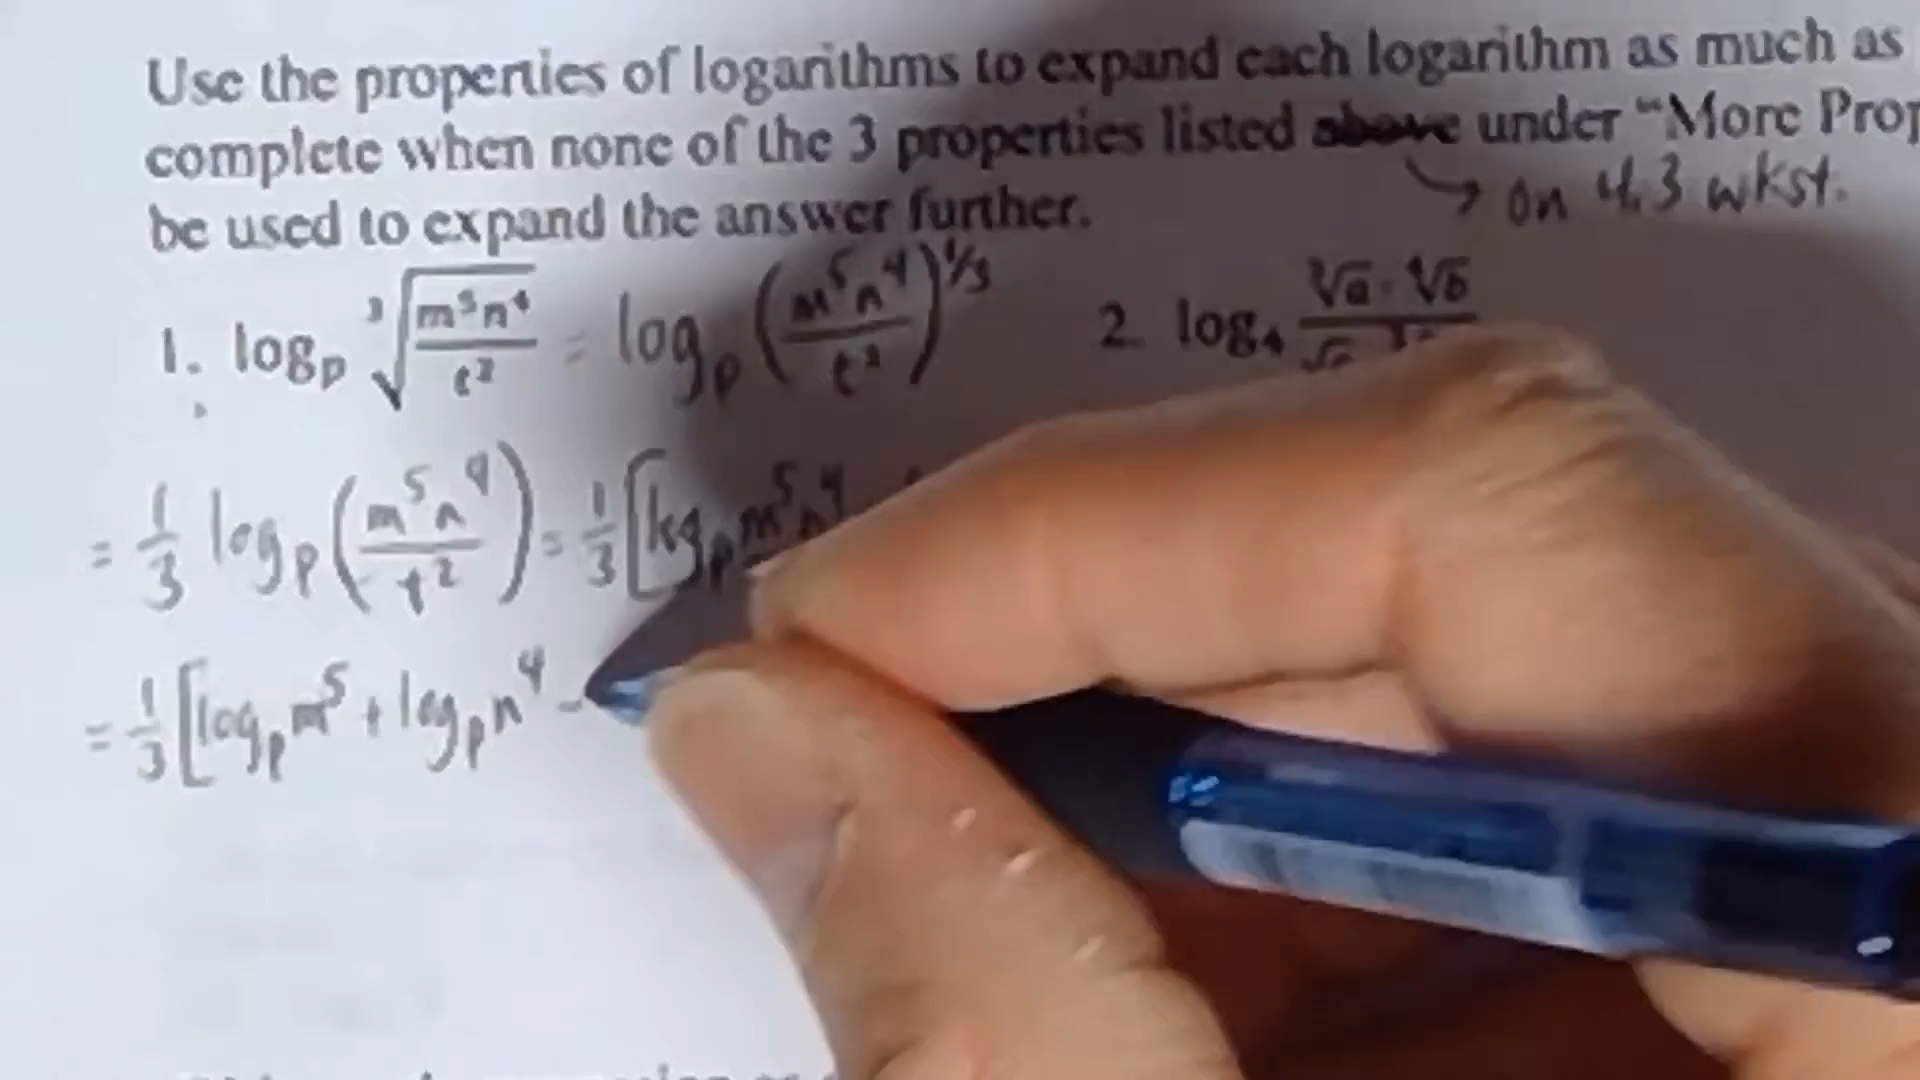 Use the properties of logarithms to expand each logarithm as much as
complete when none of the 3 properties listed above under "More Prop
→ on 4.3 wkst.
be used to expand the answer further.
1. log_p ∛(m⁵n⁴/t²) = log_p (m⁵n⁴/t²)^1/3
2. log₄
= 1/3 log_p (m⁵n⁴/t²) = 1/3 [log_p m⁵n⁴
= 1/3 [log_p m⁵ + log_p n⁴ -